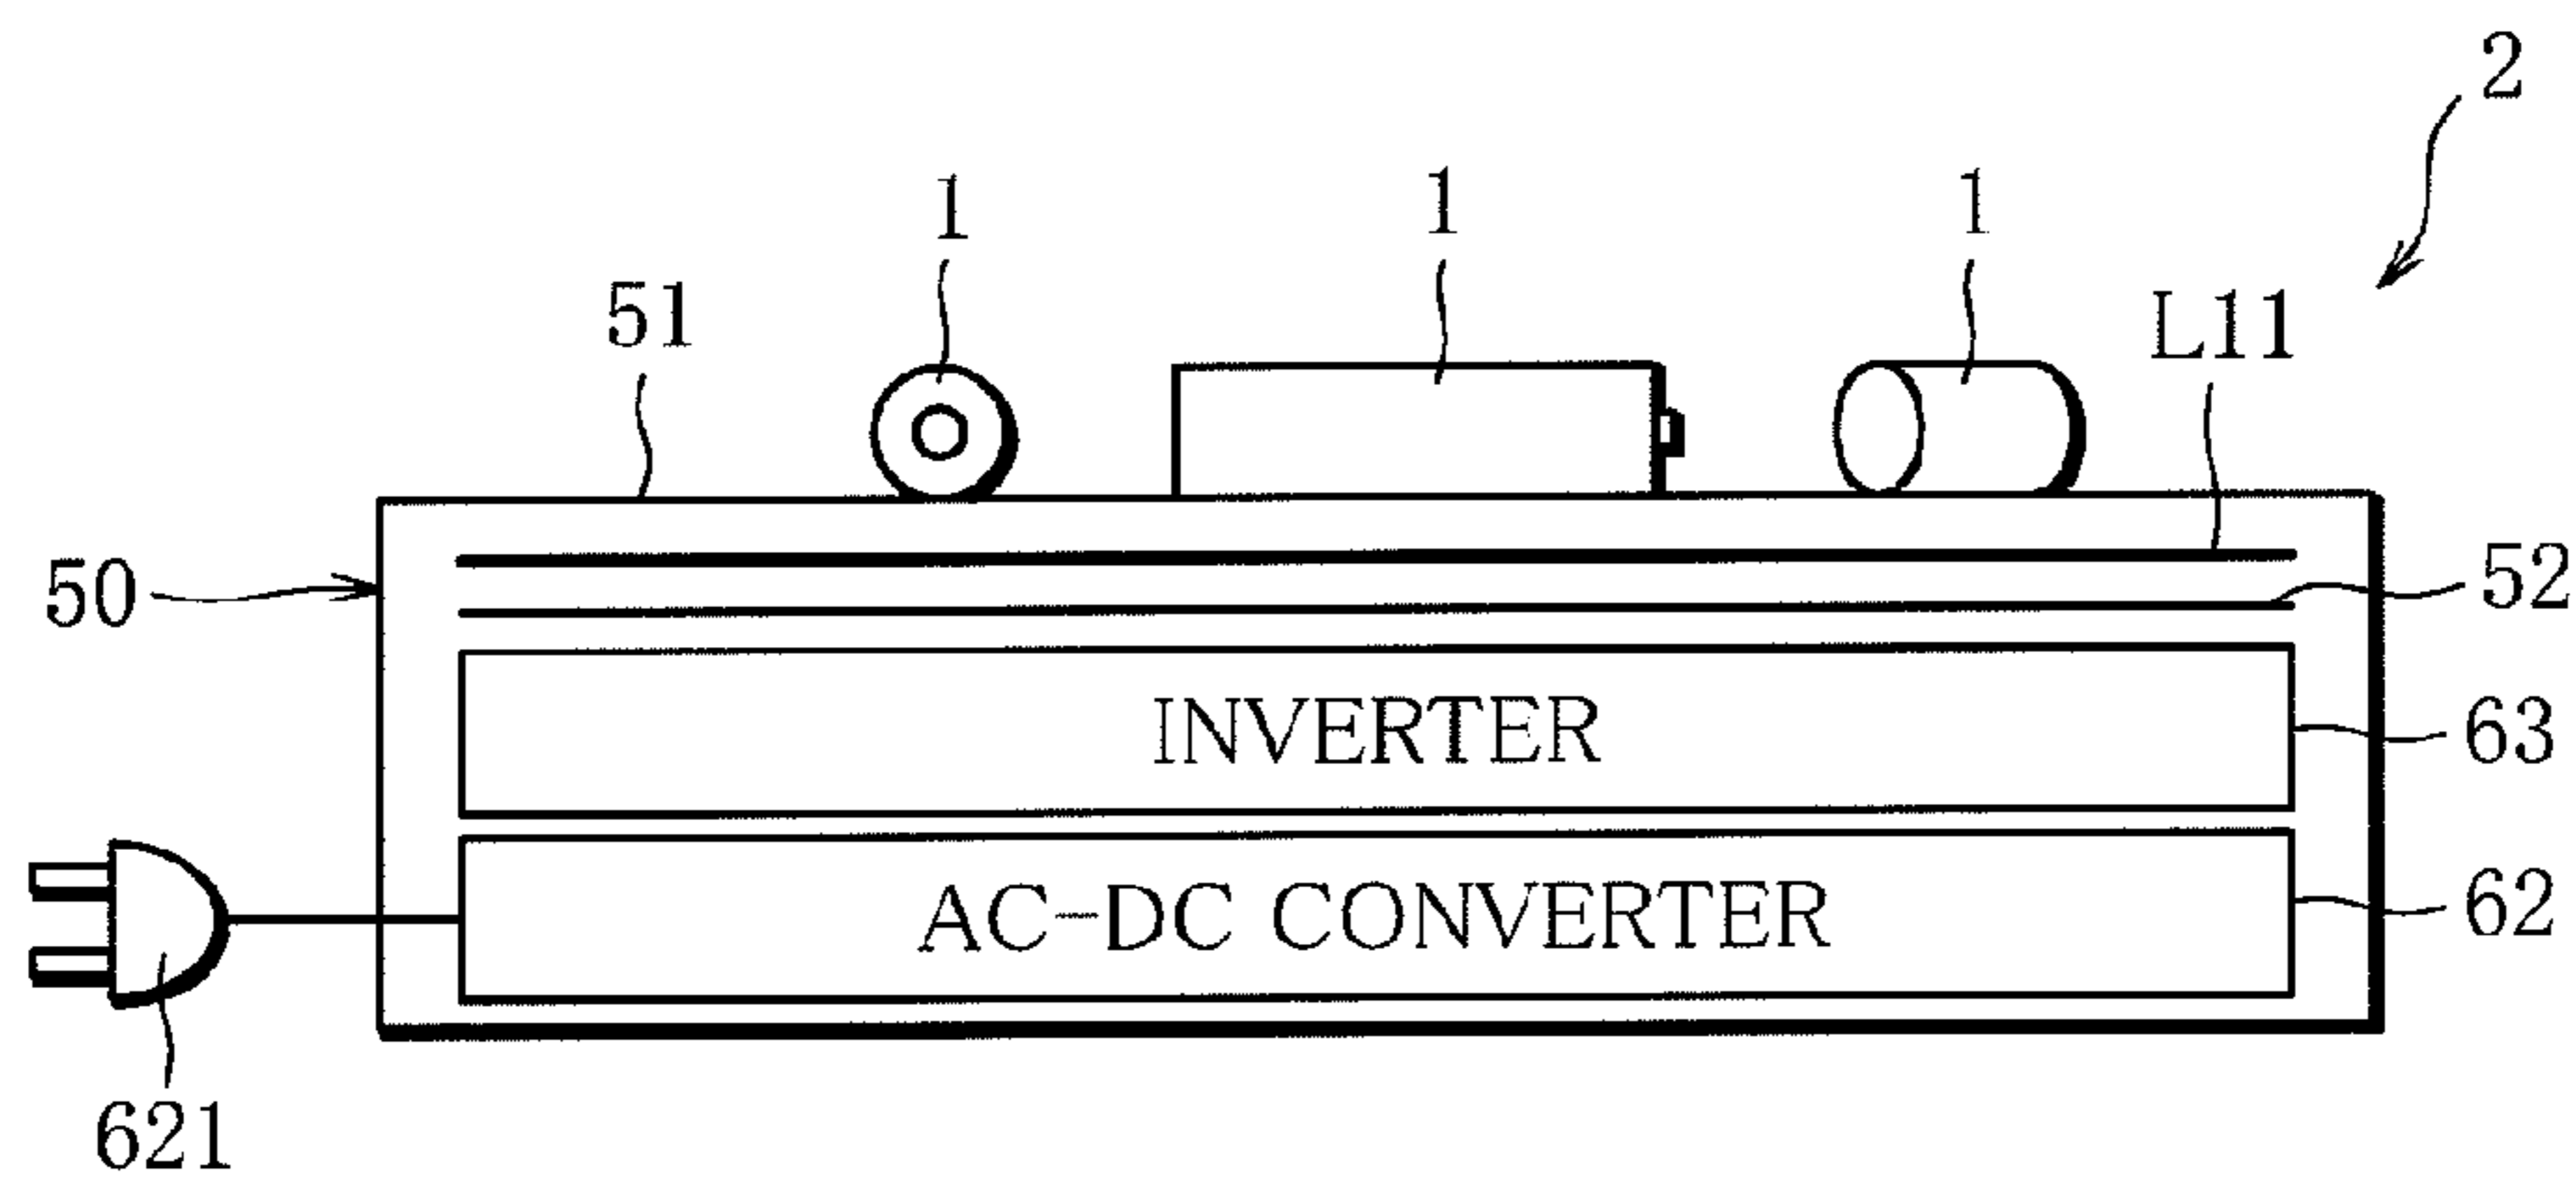 2
1 1 1
51 L11
50 52
INVERTER 63
AC-DC CONVERTER 62
621